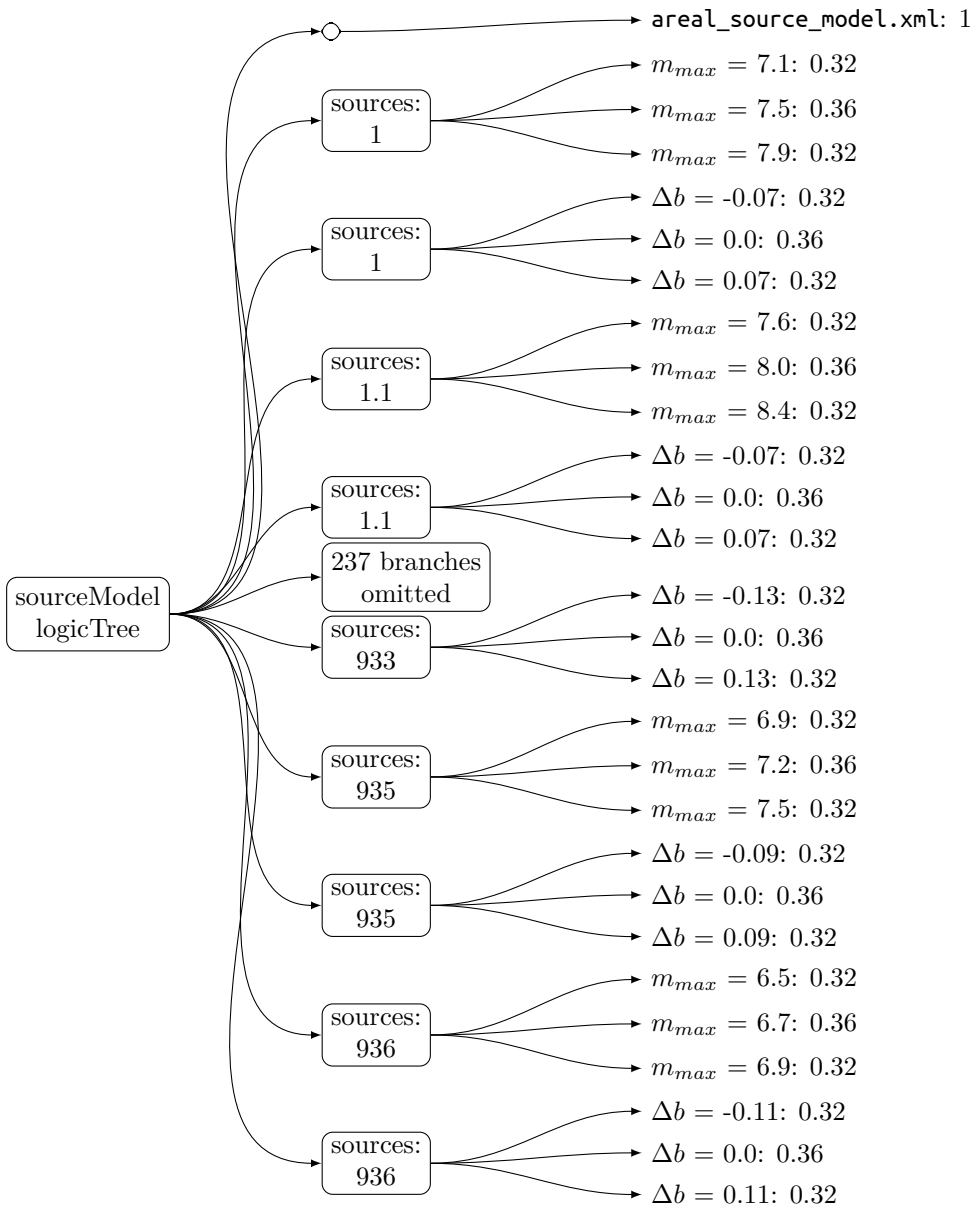 areal_source_model.xml: 1
m_max = 7.1: 0.32
sources:
1
m_max = 7.5: 0.36
m_max = 7.9: 0.32
Δb = -0.07: 0.32
sources:
1
Δb = 0.0: 0.36
Δb = 0.07: 0.32
m_max = 7.6: 0.32
sources:
1.1
m_max = 8.0: 0.36
m_max = 8.4: 0.32
Δb = -0.07: 0.32
sources:
1.1
Δb = 0.0: 0.36
Δb = 0.07: 0.32
237 branches
omitted
sourceModel
logicTree
Δb = -0.13: 0.32
sources:
933
Δb = 0.0: 0.36
Δb = 0.13: 0.32
m_max = 6.9: 0.32
sources:
935
m_max = 7.2: 0.36
m_max = 7.5: 0.32
Δb = -0.09: 0.32
sources:
935
Δb = 0.0: 0.36
Δb = 0.09: 0.32
m_max = 6.5: 0.32
sources:
936
m_max = 6.7: 0.36
m_max = 6.9: 0.32
Δb = -0.11: 0.32
sources:
936
Δb = 0.0: 0.36
Δb = 0.11: 0.32